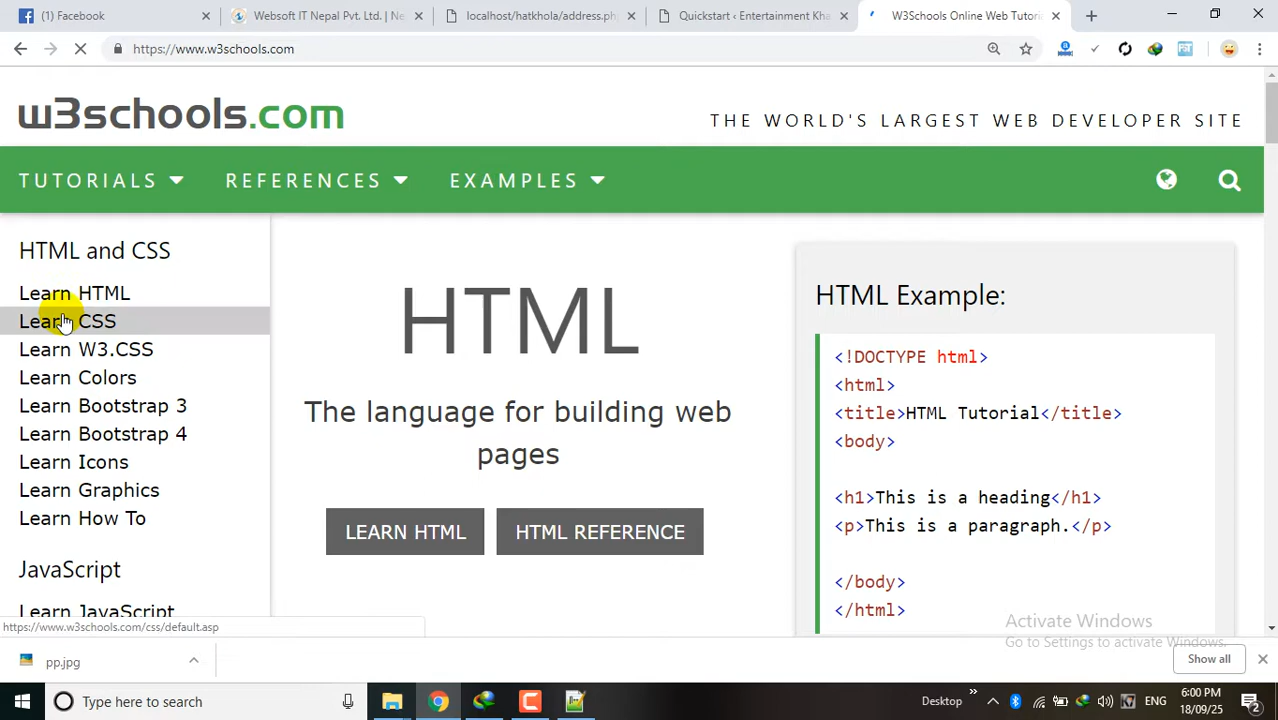 Facebook
Websoft IT Nepal Pvt. Ltd. | Ne
localhost/hatkhola/address.ph
Quickstart ‹ Entertainment Kha
W3Schools Online Web Tutori
https://www.w3schools.com
w3schools.com
THE WORLD'S LARGEST WEB DEVELOPER SITE
TUTORIALS REFERENCES EXAMPLES
HTML and CSS
Learn HTML
Learn CSS
Learn W3.CSS
Learn Colors
Learn Bootstrap 3
Learn Bootstrap 4
Learn Icons
Learn Graphics
Learn How To
JavaScript
Learn JavaScript
https://www.w3schools.com/css/default.asp
HTML
The language for building web
pages
LEARN HTML HTML REFERENCE
HTML Example:
<!DOCTYPE html>
<html>
<title>HTML Tutorial</title>
<body>
<h1>This is a heading</h1>
<p>This is a paragraph.</p>
</body>
</html>
Activate Windows
Go to Settings to activate Windows.
pp.jpg
Show all
Type here to search
Desktop
ENG
6:00 PM
18/09/25
2